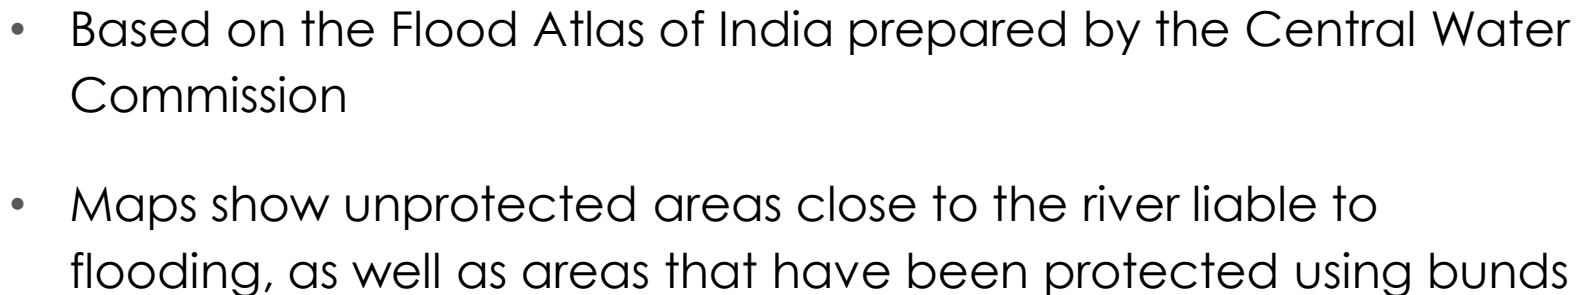 • Based on the Flood Atlas of India prepared by the Central Water
Commission
• Maps show unprotected areas close to the river liable to
flooding, as well as areas that have been protected using bunds